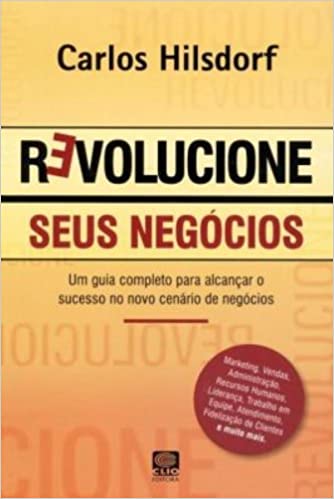 Carlos Hilsdorf
REVOLUCIONE
SEUS NEGÓCIOS
Um guia completo para alcançar o
sucesso no novo cenário de negócios
Marketing, Vendas,
Administração,
Recursos Humanos,
Liderança, Trabalho em
Equipe, Atendimento,
Fidelização de Clientes
e muito mais.
CLIO
EDITORA